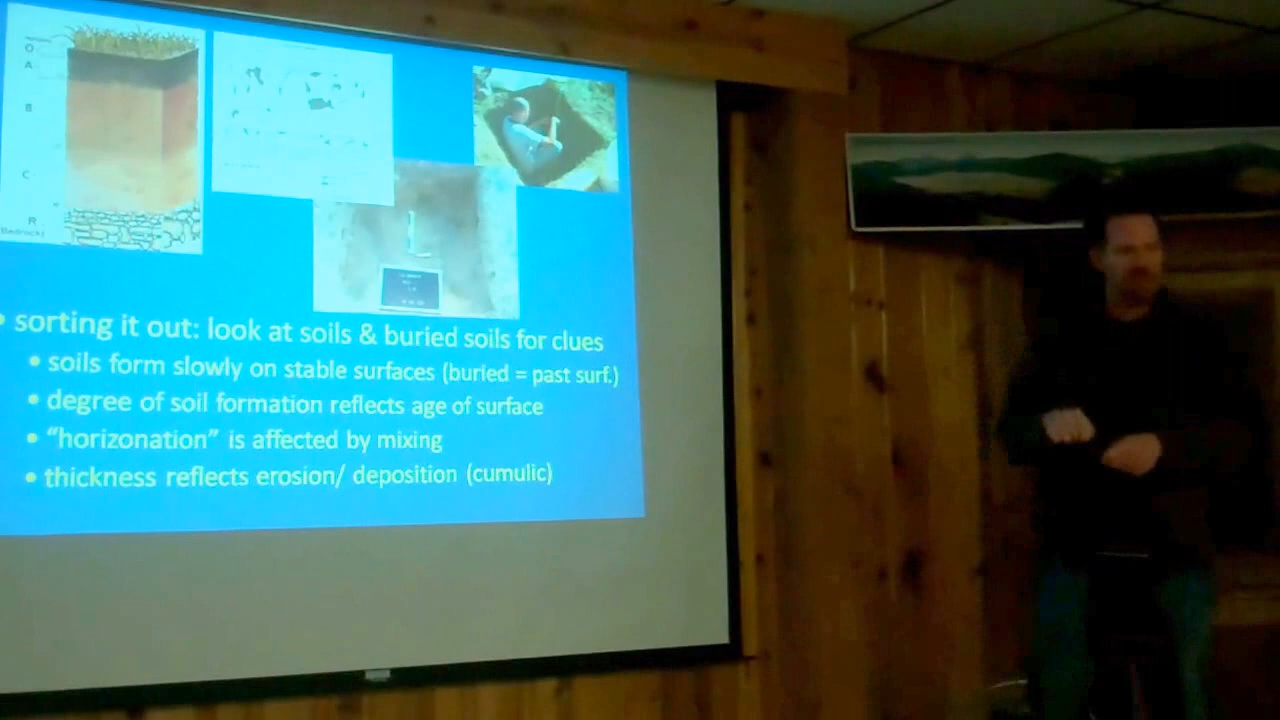 O
A
B
C
R
(Bedrock)
• sorting it out: look at soils & buried soils for clues
• soils form slowly on stable surfaces (buried = past surf.)
• degree of soil formation reflects age of surface
• “horizonation” is affected by mixing
• thickness reflects erosion/ deposition (cumulic)